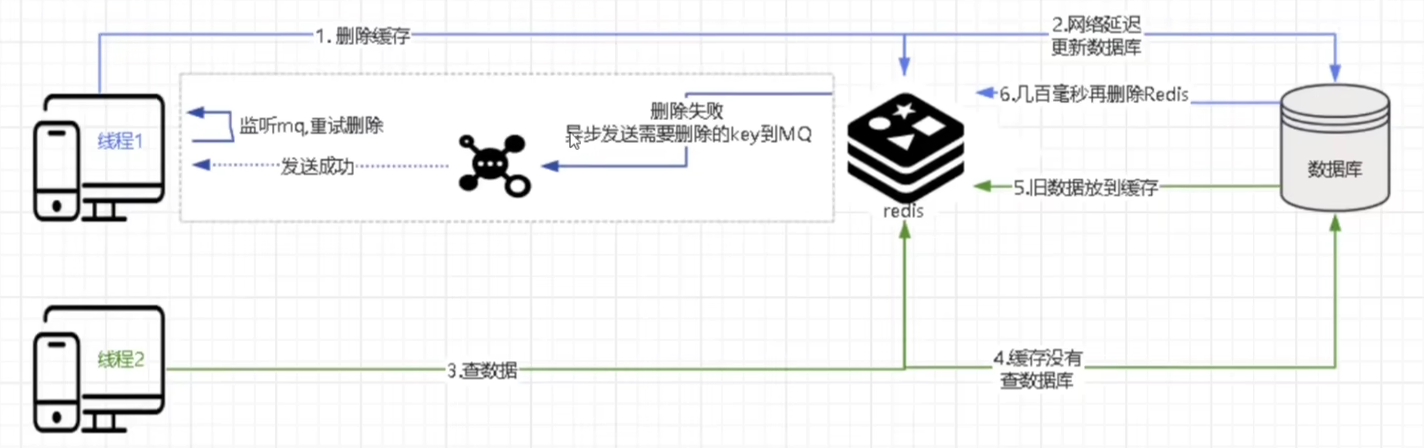 1. 删除缓存
2.网络延迟
更新数据库
6.几百毫秒再删除Redis
删除失败
异步发送需要删除的key到MQ
监听mq,重试删除
线程1
发送成功
数据库
5.旧数据放到缓存
redis
线程2
3.查数据
4.缓存没有
查数据库